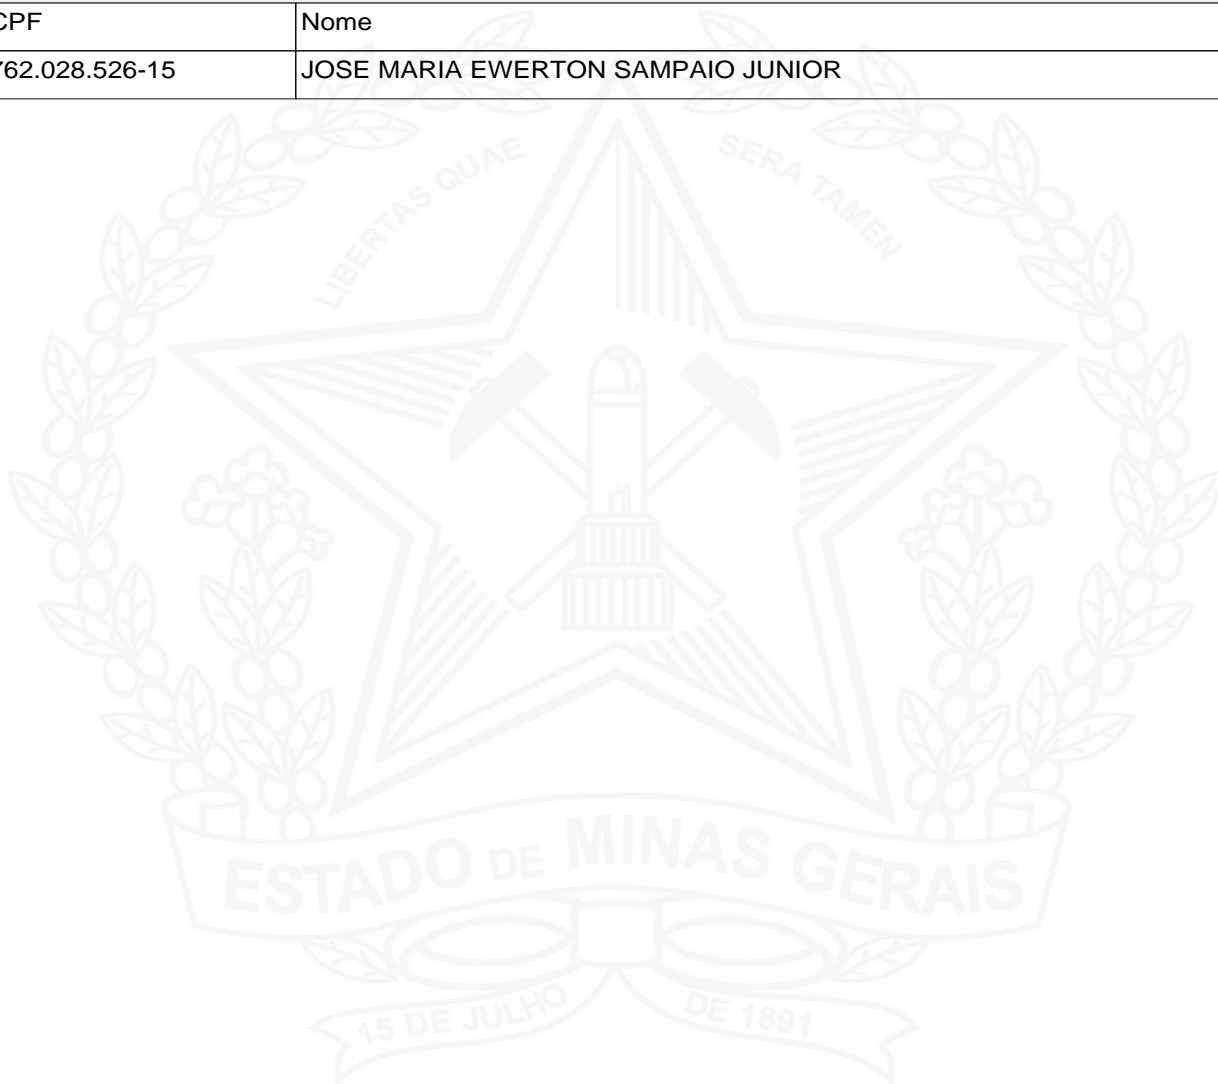 CPF Nome
762.028.526-15 JOSE MARIA EWERTON SAMPAIO JUNIOR
LIBERTAS QUAE SERA TAMEN
ESTADO DE MINAS GERAIS
15 DE JULHO DE 1891